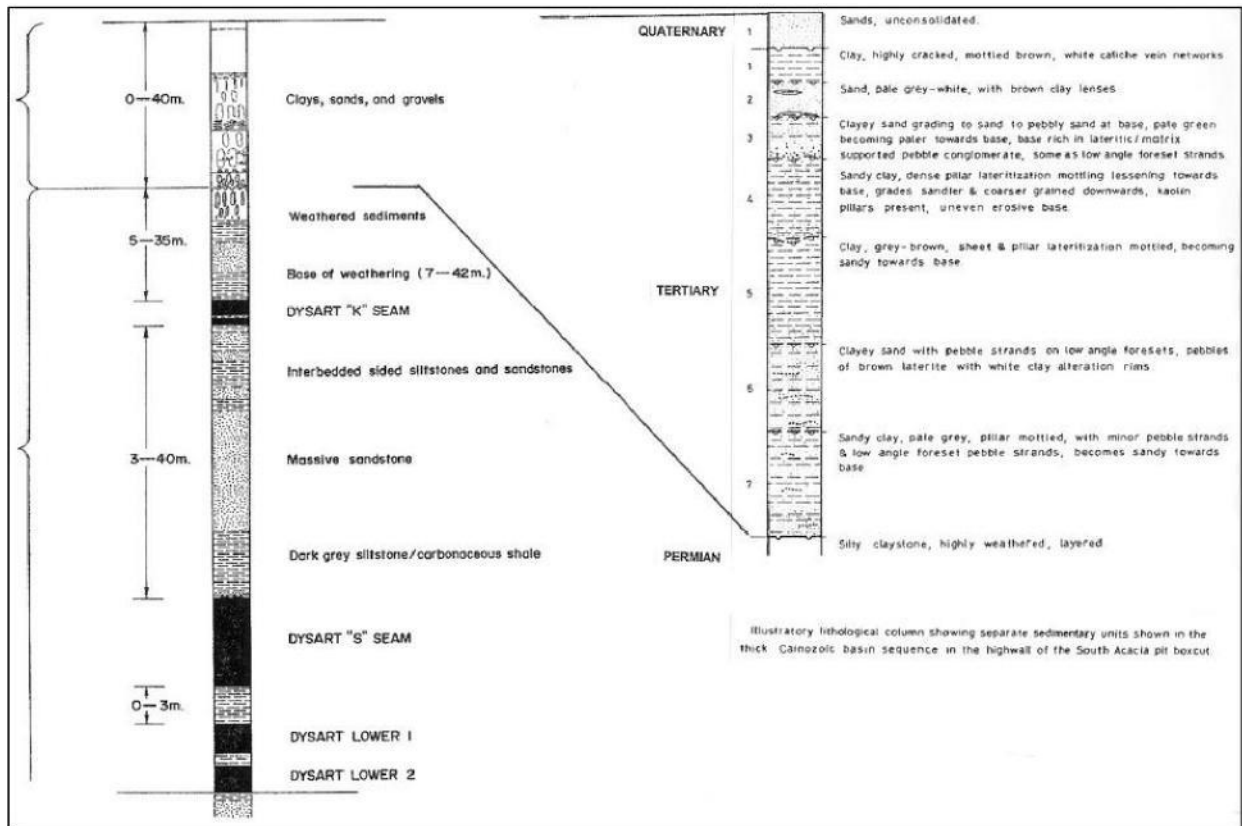 0—40m.
Clays, sands, and gravels
5—35m.
Weathered sediments
Base of weathering (7—42m.)
DYSART "K" SEAM
Interbedded sided siltstones and sandstones
3—40m.
Massive sandstone
Dark grey siltstone/carbonaceous shale
DYSART "S" SEAM
0—3m.
DYSART LOWER 1
DYSART LOWER 2
QUATERNARY
1
Sands, unconsolidated.
1
Clay, highly cracked, mottled brown, white caliche vein networks
2
Sand, pale grey-white, with brown clay lenses
3
Clayey sand grading to sand to pebbly sand at base, pale green
becoming paler towards base, base rich in lateritic/matrix
supported pebble conglomerate, some as low angle foreset strands
4
Sandy clay, dense pillar lateritization mottling lessening towards
base, grades sandier & coarser grained downwards, kaolin
pillars present, uneven erosive base.
TERTIARY
5
Clay, grey-brown, sheet & pillar lateritization mottled, becoming
sandy towards base.
6
Clayey sand with pebble strands on low angle foresets, pebbles
of brown laterite with white clay alteration rims
7
Sandy clay, pale grey, pillar mottled, with minor pebble strands
& low angle foreset pebble strands, becomes sandy towards
base
PERMIAN
Silty claystone, highly weathered, layered
Illustratory lithological column showing separate sedimentary units shown in the
thick Cainozoic basin sequence in the highwall of the South Acacia pit boxcut